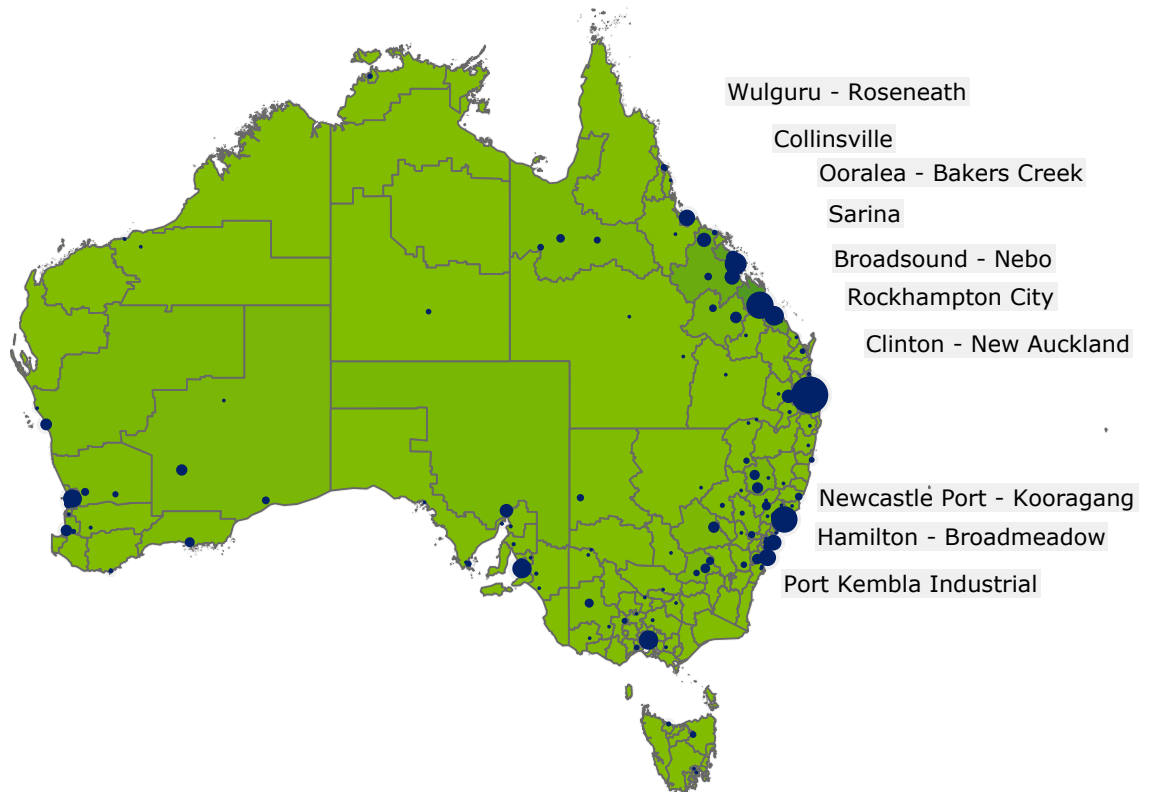 Wulguru - Roseneath
Collinsville
Ooralea - Bakers Creek
Sarina
Broadsound - Nebo
Rockhampton City
Clinton - New Auckland
Newcastle Port - Kooragang
Hamilton - Broadmeadow
Port Kembla Industrial